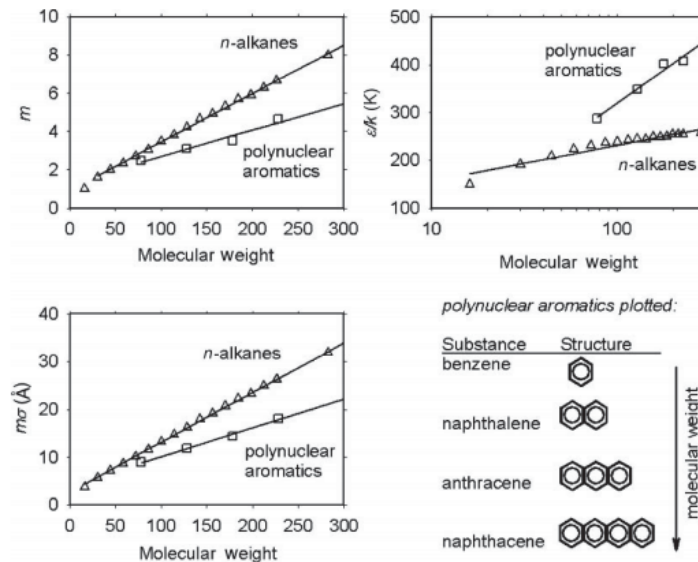 10
8
6
4
2
0
0 50 100 150 200 250 300
m
n-alkanes
polynuclear
aromatics
Molecular weight
500
400
300
200
100
10 100
ε/k (K)
polynuclear
aromatics
n-alkanes
Molecular weight
40
30
20
10
0
0 50 100 150 200 250 300
mσ (Å)
n-alkanes
polynuclear
aromatics
Molecular weight
polynuclear aromatics plotted:
Substance Structure
benzene
naphthalene
anthracene
naphthacene
molecular weight